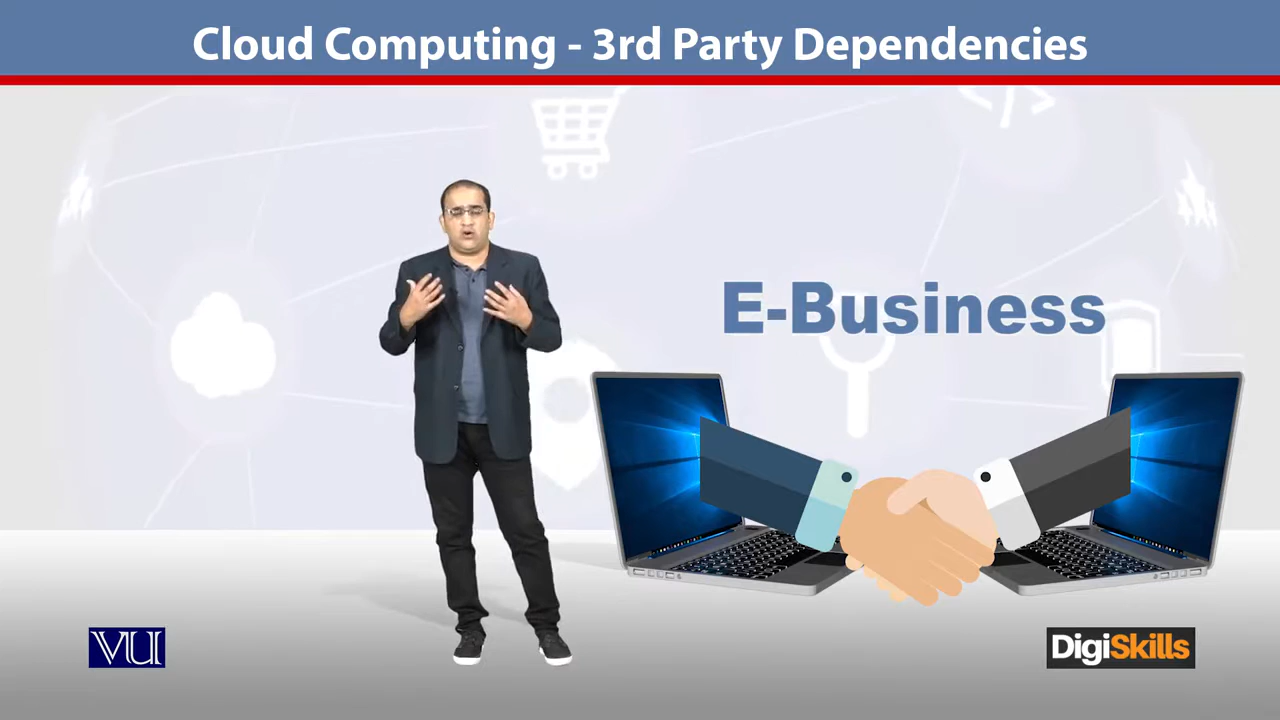 Cloud Computing - 3rd Party Dependencies
E-Business
VU
DigiSkills